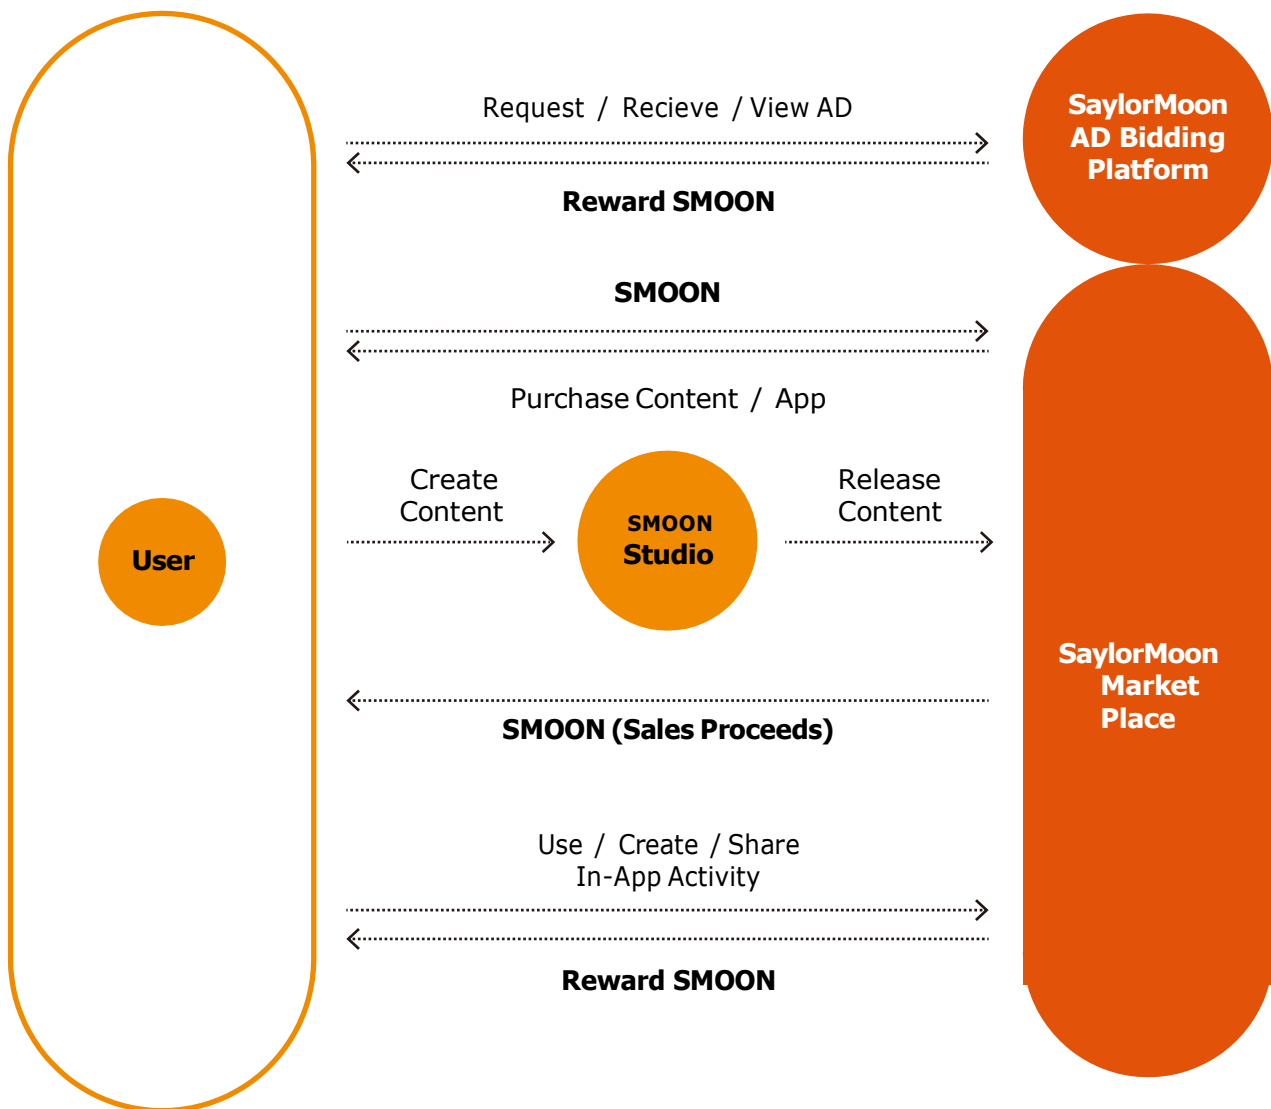 Request / Recieve / View AD
SaylorMoon
AD Bidding
Platform
Reward SMOON
SMOON
Purchase Content / App
Create
Content
SMOON
Studio
Release
Content
User
SaylorMoon
Market
Place
SMOON (Sales Proceeds)
Use / Create / Share
In-App Activity
Reward SMOON